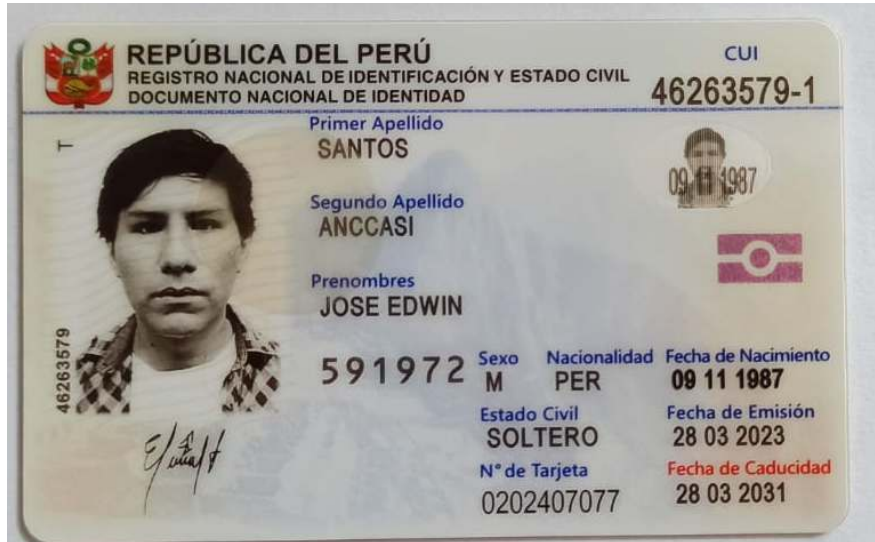 REPÚBLICA DEL PERÚ
REGISTRO NACIONAL DE IDENTIFICACIÓN Y ESTADO CIVIL
DOCUMENTO NACIONAL DE IDENTIDAD
CUI
46263579-1
T
Primer Apellido
SANTOS
09 11 1987
Segundo Apellido
ANCCASI
Prenombres
JOSE EDWIN
46263579
591972
Sexo Nacionalidad Fecha de Nacimiento
M PER 09 11 1987
Estado Civil Fecha de Emisión
SOLTERO 28 03 2023
N° de Tarjeta Fecha de Caducidad
0202407077 28 03 2031